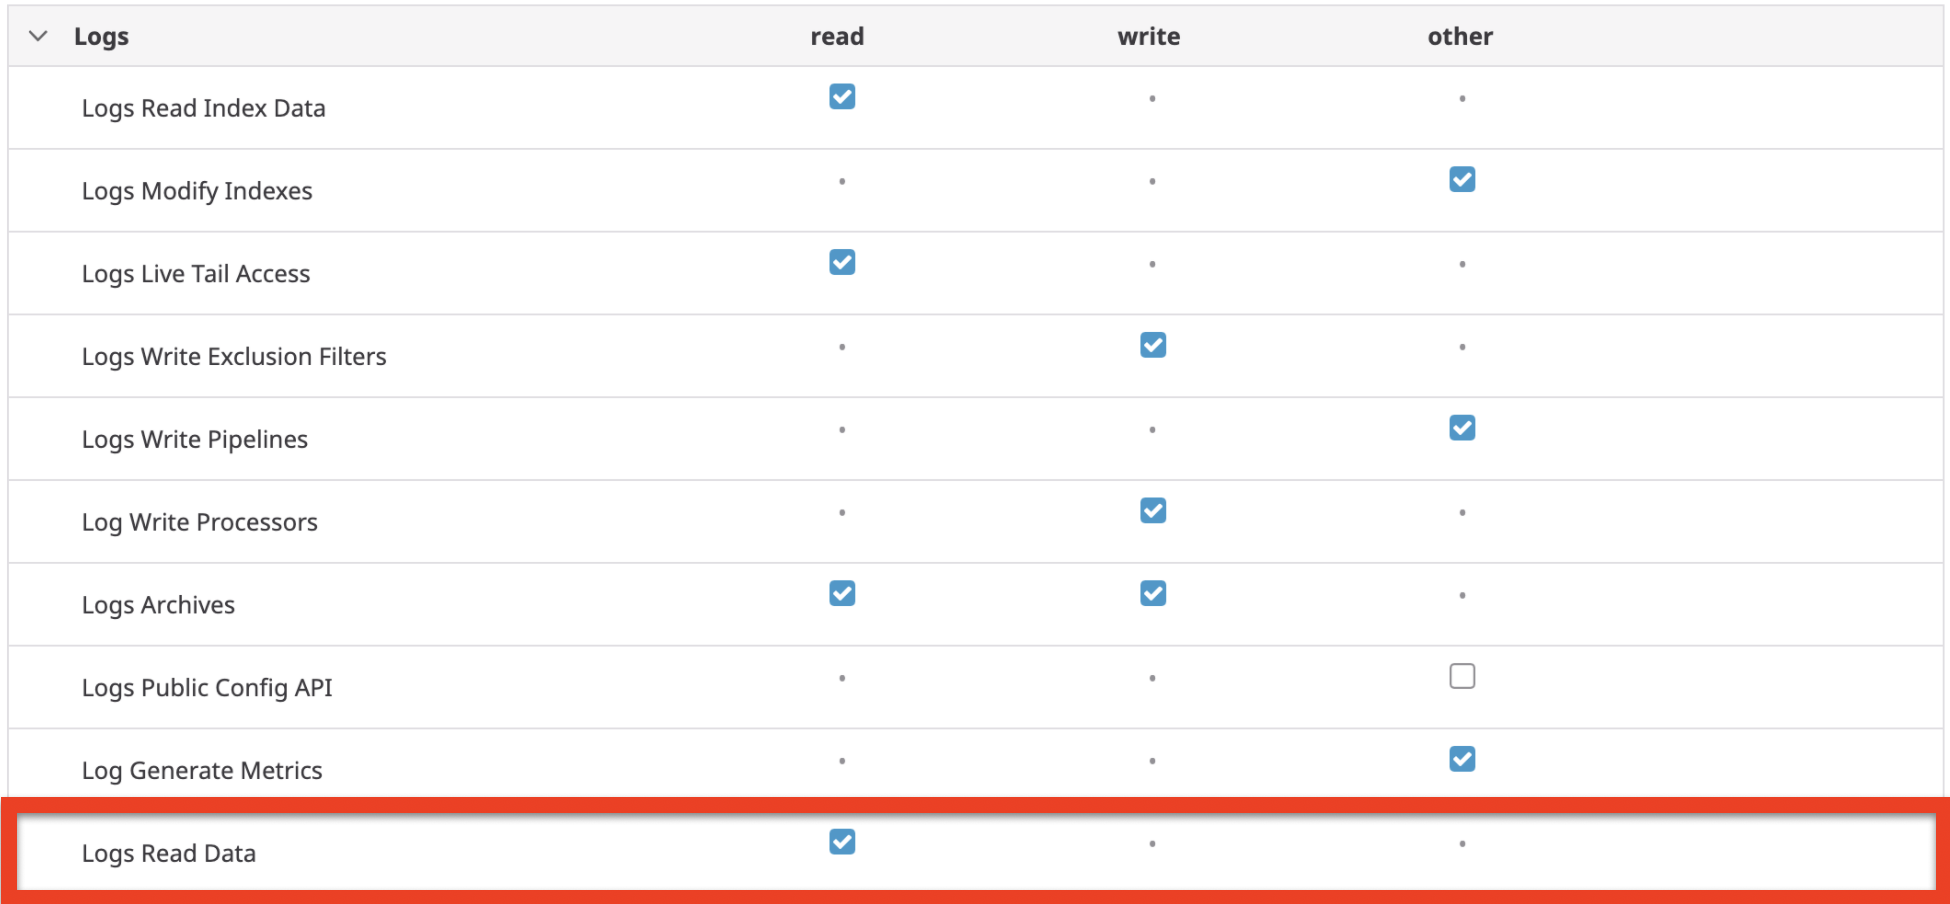 Logs read write other
Logs Read Index Data
Logs Modify Indexes
Logs Live Tail Access
Logs Write Exclusion Filters
Logs Write Pipelines
Log Write Processors
Logs Archives
Logs Public Config API
Log Generate Metrics
Logs Read Data